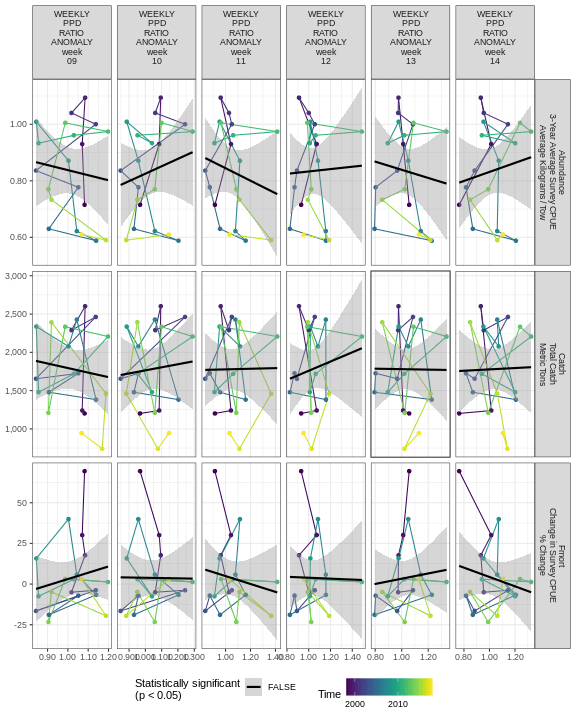 WEEKLY
PPD
RATIO
ANOMALY
week
09
WEEKLY
PPD
RATIO
ANOMALY
week
10
WEEKLY
PPD
RATIO
ANOMALY
week
11
WEEKLY
PPD
RATIO
ANOMALY
week
12
WEEKLY
PPD
RATIO
ANOMALY
week
13
WEEKLY
PPD
RATIO
ANOMALY
week
14
1.00
0.80
0.60
Abundance
3-Year Average Survey CPUE
Average Kilograms / Tow
3,000
2,500
2,000
1,500
1,000
Catch
Total Catch
Metric Tons
50
25
0
-25
Fmort
Change in Survey CPUE
% Change
0.90 1.00 1.10 1.20
0.90 1.00 1.10 1.20 1.30
1.00 1.20 1.40
0.80 1.00 1.20 1.40
0.80 1.00 1.20
0.80 1.00 1.20
Statistically significant
(p < 0.05)
FALSE
Time
2000 2010